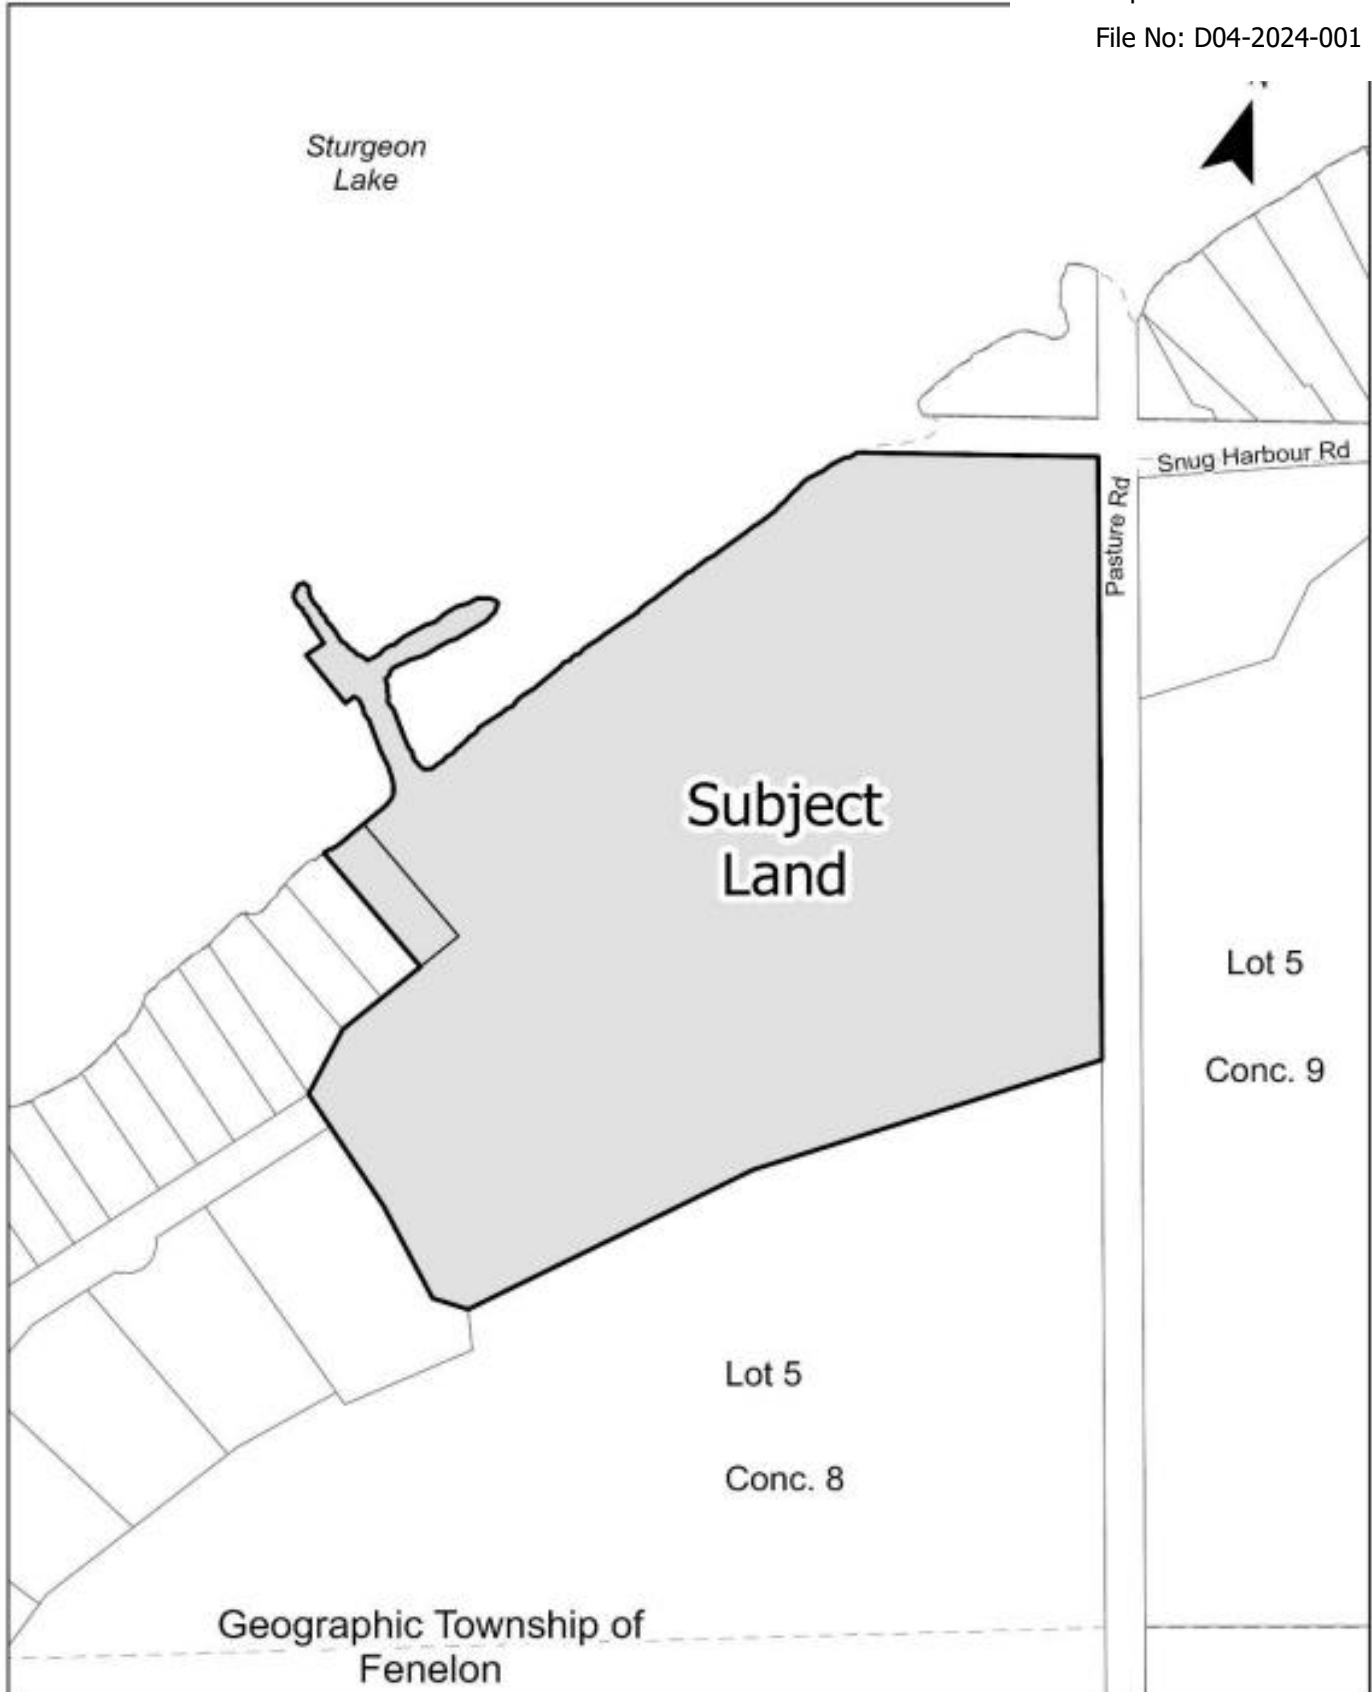 File No: D04-2024-001
Sturgeon
Lake
Snug Harbour Rd
Pasture Rd
Subject
Land
Lot 5
Conc. 9
Lot 5
Conc. 8
Geographic Township of
Fenelon